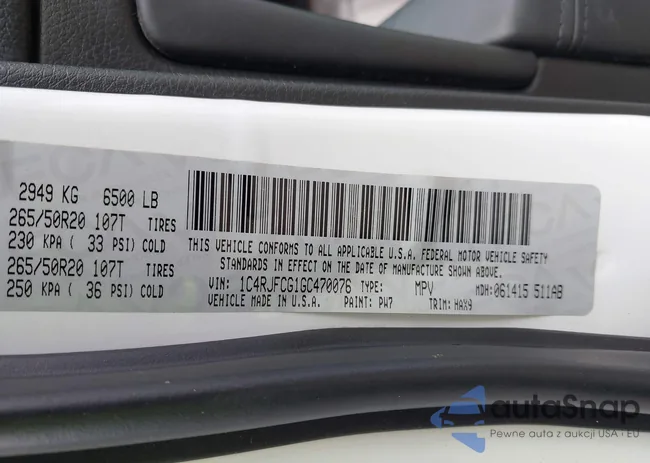 2949 KG 6500 LB
265/50R20 107T TIRES
230 KPA ( 33 PSI) COLD
265/50R20 107T TIRES
250 KPA ( 36 PSI) COLD
THIS VEHICLE CONFORMS TO ALL APPLICABLE U.S.A. FEDERAL MOTOR VEHICLE SAFETY
STANDARDS IN EFFECT ON THE DATE OF MANUFACTURE SHOWN ABOVE.
VIN: 1C4RJFCG1GC470076 TYPE: MPV MDH: 061415 511AB
VEHICLE MADE IN U.S.A. PAINT: PW7 TRIM: HAX9
autaSnap
Pewne auta z aukcji USA i EU